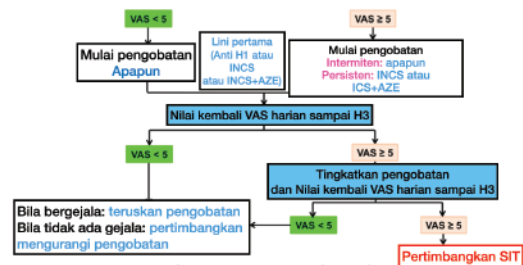 VAS < 5
VAS ≥ 5
Mulai pengobatan
Apapun
Lini pertama
(Anti H1 atau
INCS
atau INCS+AZE)
Mulai pengobatan
Intermiten: apapun
Persisten: INCS atau
ICS+AZE
Nilai kembali VAS harian sampai H3
VAS < 5
VAS ≥ 5
Tingkatkan pengobatan
dan Nilai kembali VAS harian sampai H3
Bila bergejala: teruskan pengobatan
Bila tidak ada gejala: pertimbangkan
mengurangi pengobatan
VAS < 5
VAS ≥ 5
Pertimbangkan SIT